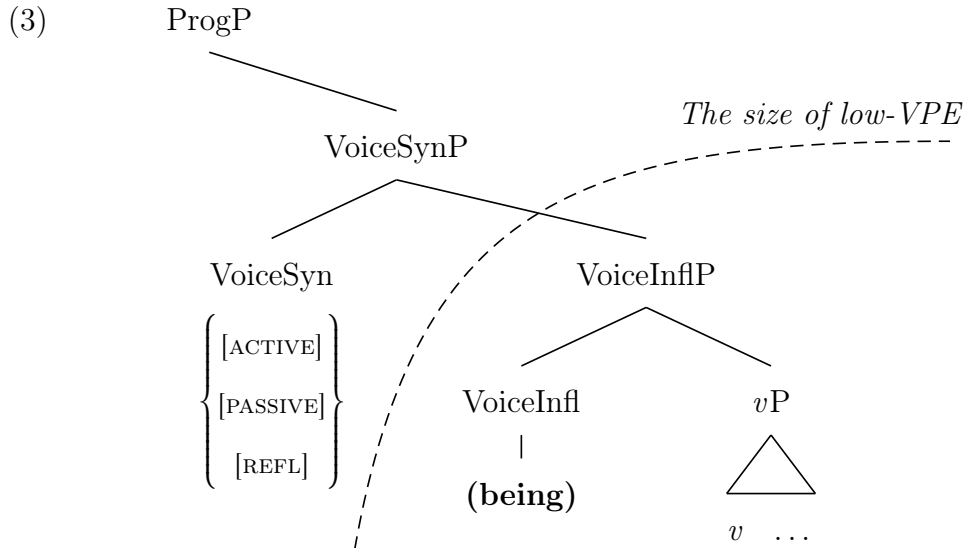 (3) ProgP
The size of low-VPE
VoiceSynP
VoiceSyn VoiceInflP
[ACTIVE]
[PASSIVE]
[REFL]
VoiceInfl vP
(being)
v ...